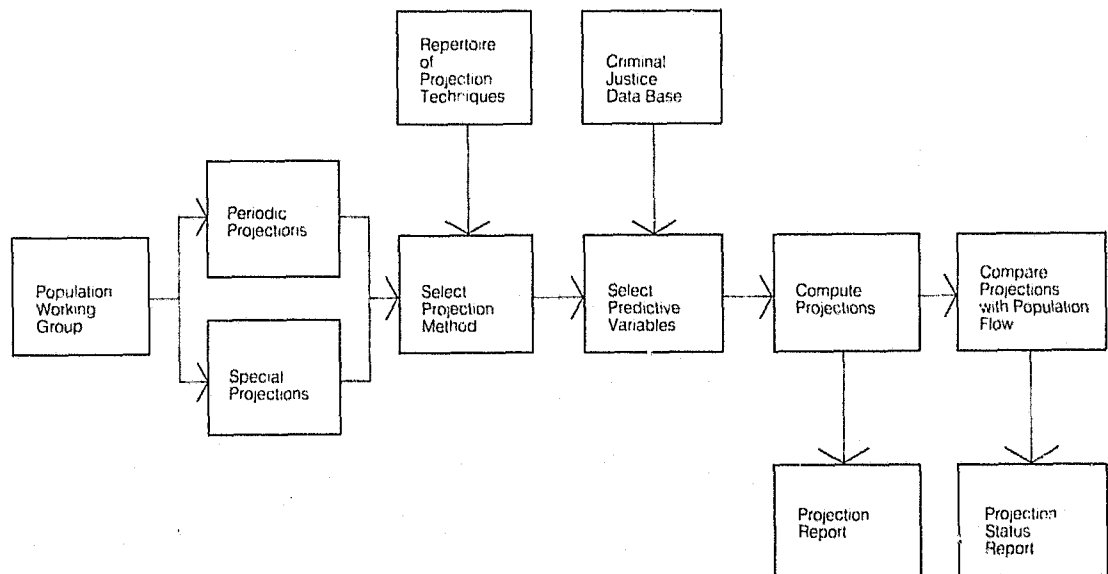 Repertoire
of
Projection
Techniques
Criminal
Justice
Data Base
Periodic
Projections
Population
Working
Group
Special
Projections
Select
Projection
Method
Select
Predictive
Variables
Compute
Projections
Compare
Projections
with Population
Flow
Projection
Report
Projection
Status
Report